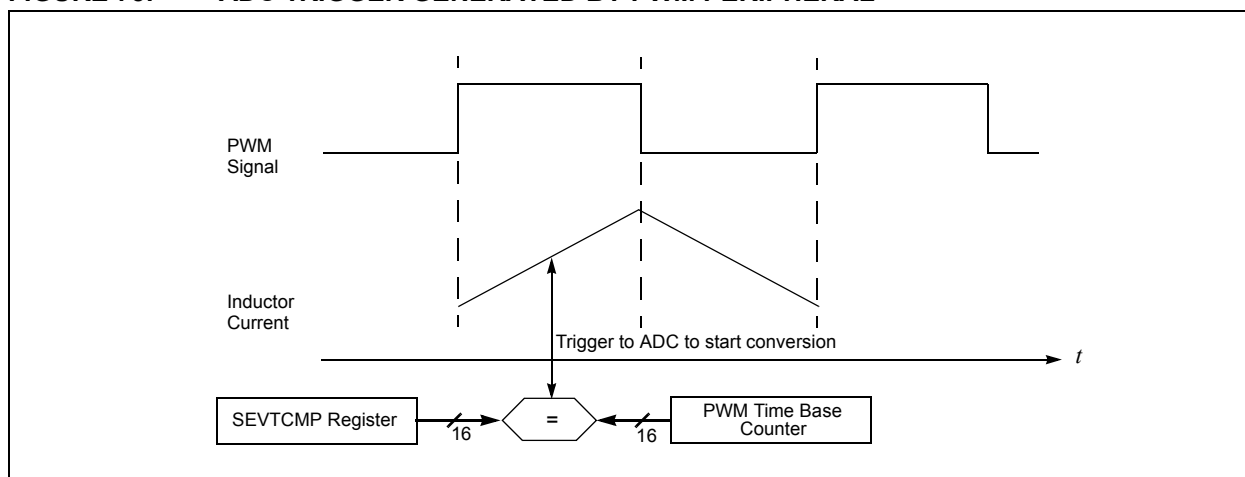 PWM
Signal
Inductor
Current
Trigger to ADC to start conversion
t
SEVTCMP Register
16
=
16
PWM Time Base
Counter